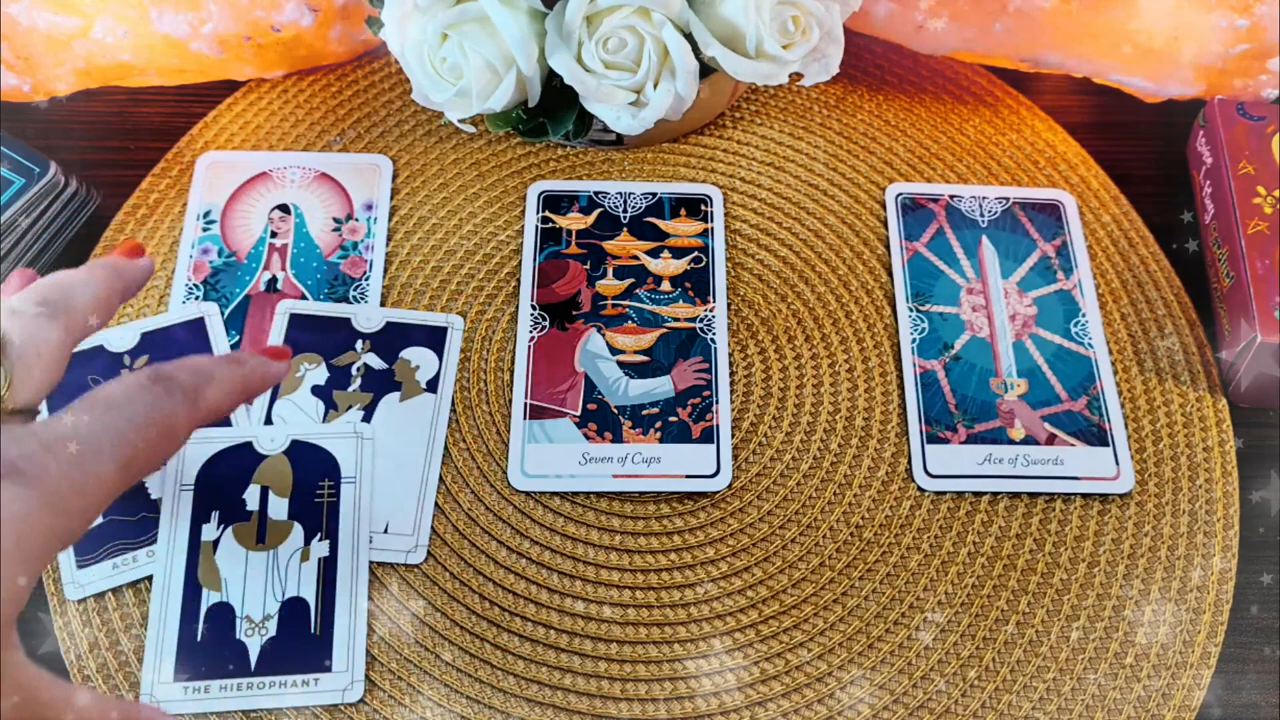 Seven of Cups
Ace of Swords
ACE O
S
THE HIEROPHANT